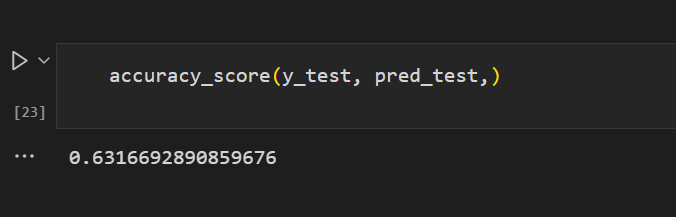 accuracy_score(y_test, pred_test,)
[23]
...
0.6316692890859676